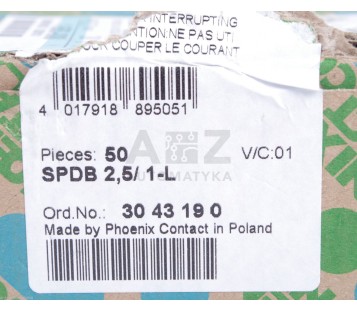 INTERRUPTING
NTION:NE PAS UTI
OUR COUPER LE COURANT
4 017918 895051
Pieces: 50 V/C:01
SPDB 2,5/ 1-L
AUTOMATYKA
Ord.No.: 30 43 19 0
Made by Phoenix Contact in Poland